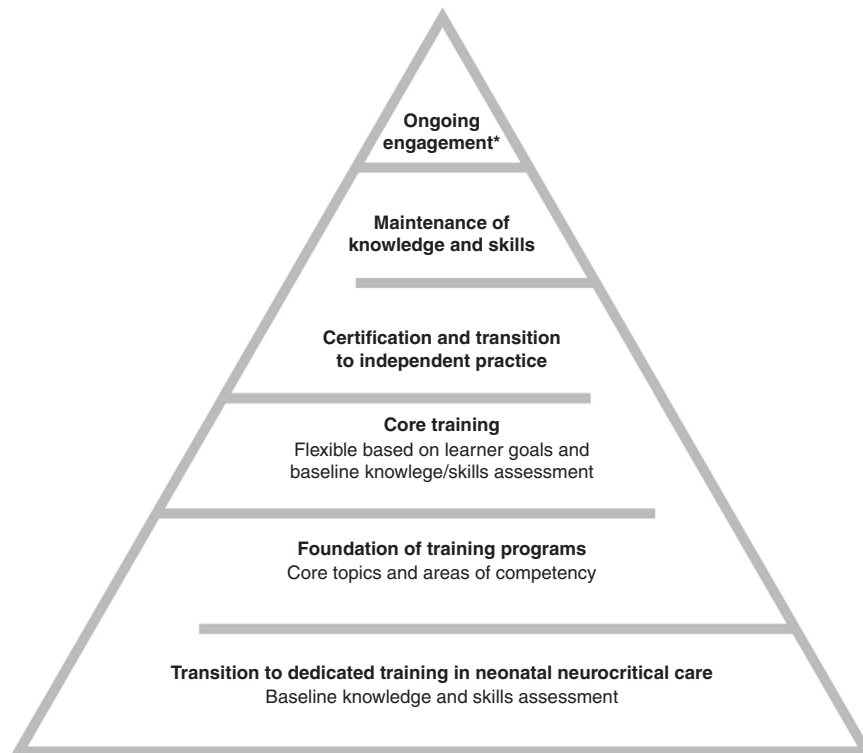 Ongoing
engagement*
Maintenance of
knowledge and skills
Certification and transition
to independent practice
Core training
Flexible based on learner goals and
baseline knowlege/skills assessment
Foundation of training programs
Core topics and areas of competency
Transition to dedicated training in neonatal neurocritical care
Baseline knowledge and skills assessment